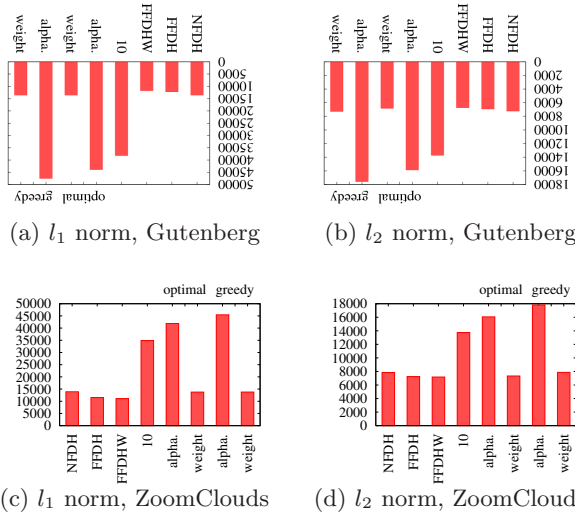 weight alpha. weight alpha. 10 FFDHW FFDH NFDH
weight alpha. weight alpha. 10 FFDHW FFDH NFDH
0 5000 10000 15000 20000 25000 30000 35000 40000 45000 50000
0 2000 4000 6000 8000 10000 12000 14000 16000 18000
greedy optimal
greedy optimal
(a) l1 norm, Gutenberg
(b) l2 norm, Gutenberg
optimal greedy
optimal greedy
50000
45000
40000
35000
30000
25000
20000
15000
10000
5000
0
18000
16000
14000
12000
10000
8000
6000
4000
2000
0
NFDH FFDH FFDHW 10 alpha. weight alpha. weight
NFDH FFDH FFDHW 10 alpha. weight alpha. weight
(c) l1 norm, ZoomClouds
(d) l2 norm, ZoomCloud